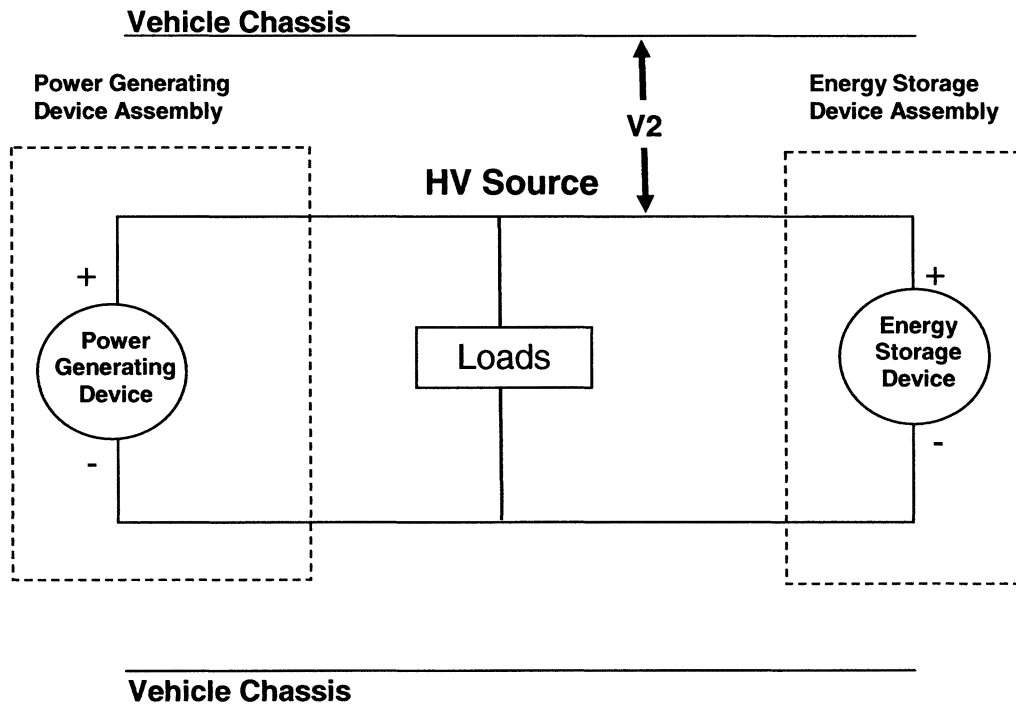 Vehicle Chassis
Power Generating
Device Assembly
Energy Storage
Device Assembly
V2
HV Source
+
+
Power
Generating
Device
Loads
Energy
Storage
Device
-
-
Vehicle Chassis